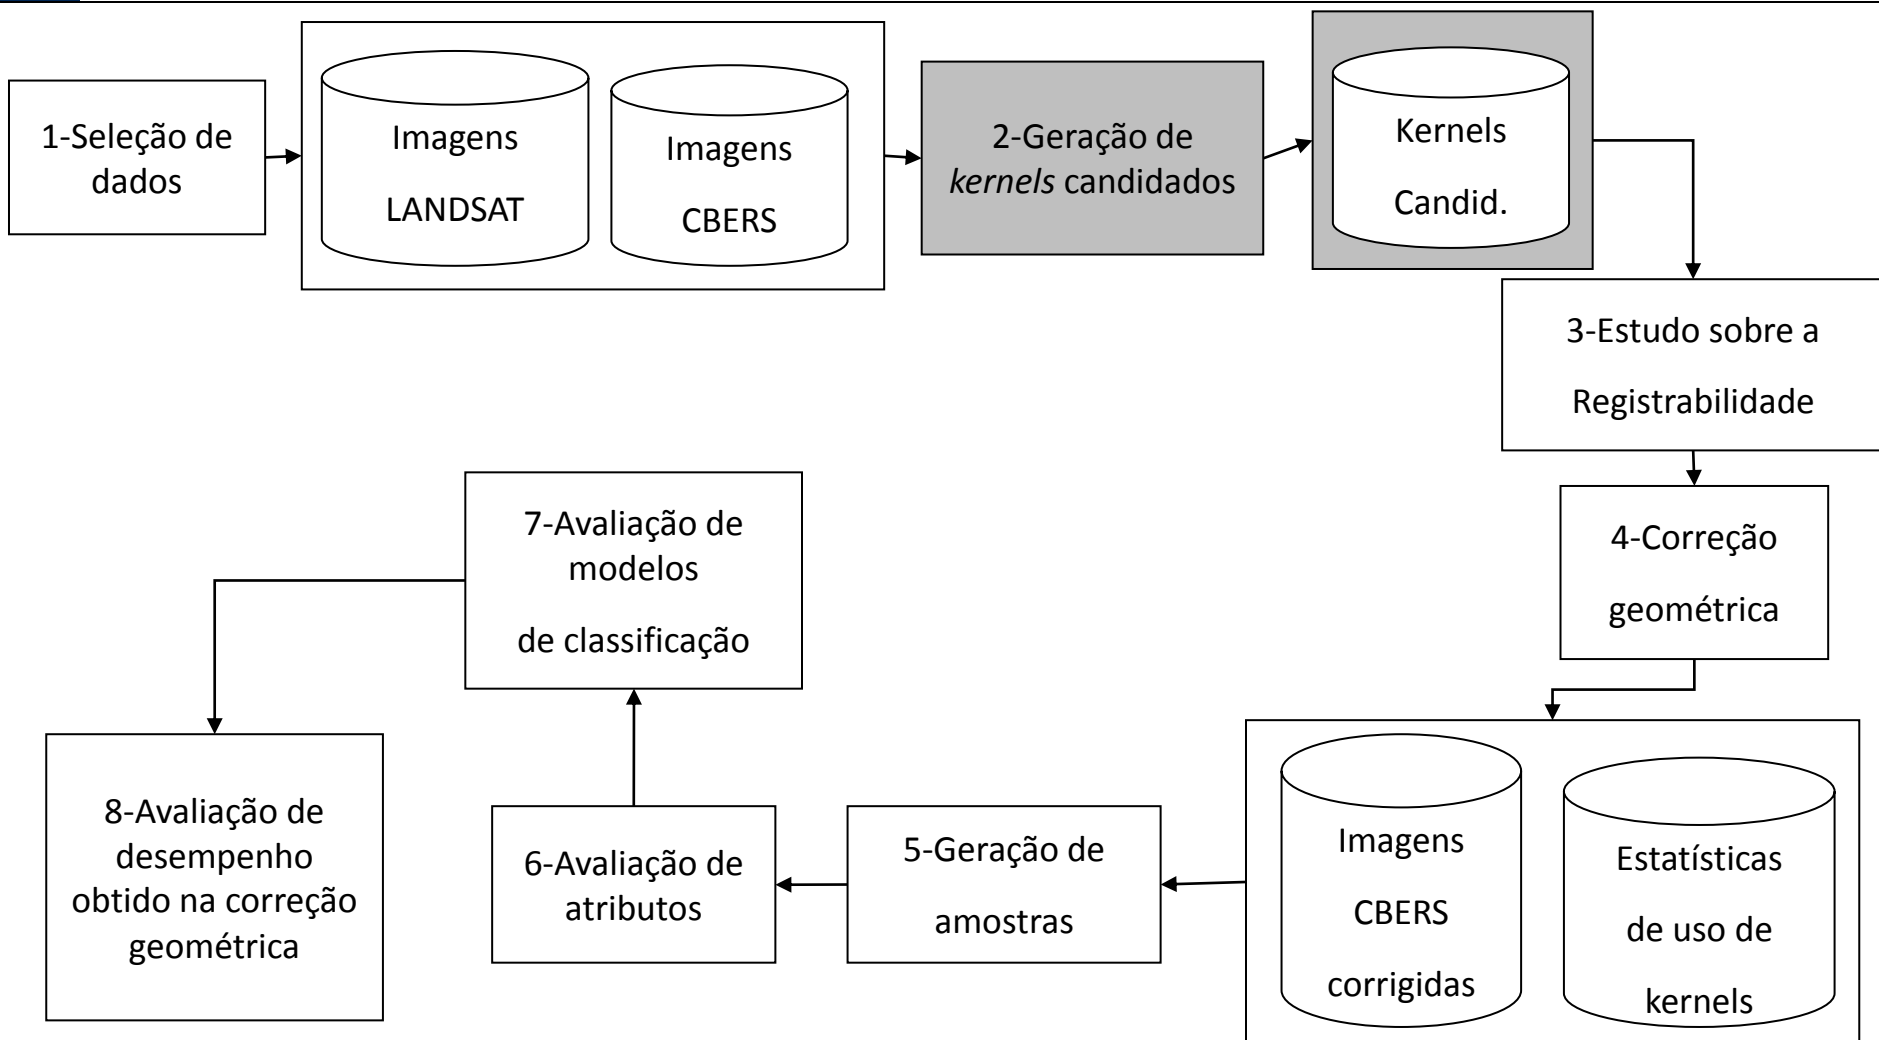 1-Seleção de
dados
Imagens
LANDSAT
Imagens
CBERS
2-Geração de
kernels candidados
Kernels
Candid.
3-Estudo sobre a
Registrabilidade
4-Correção
geométrica
Imagens
CBERS
corrigidas
Estatísticas
de uso de
kernels
5-Geração de
amostras
6-Avaliação de
atributos
7-Avaliação de
modelos
de classificação
8-Avaliação de
desempenho
obtido na correção
geométrica